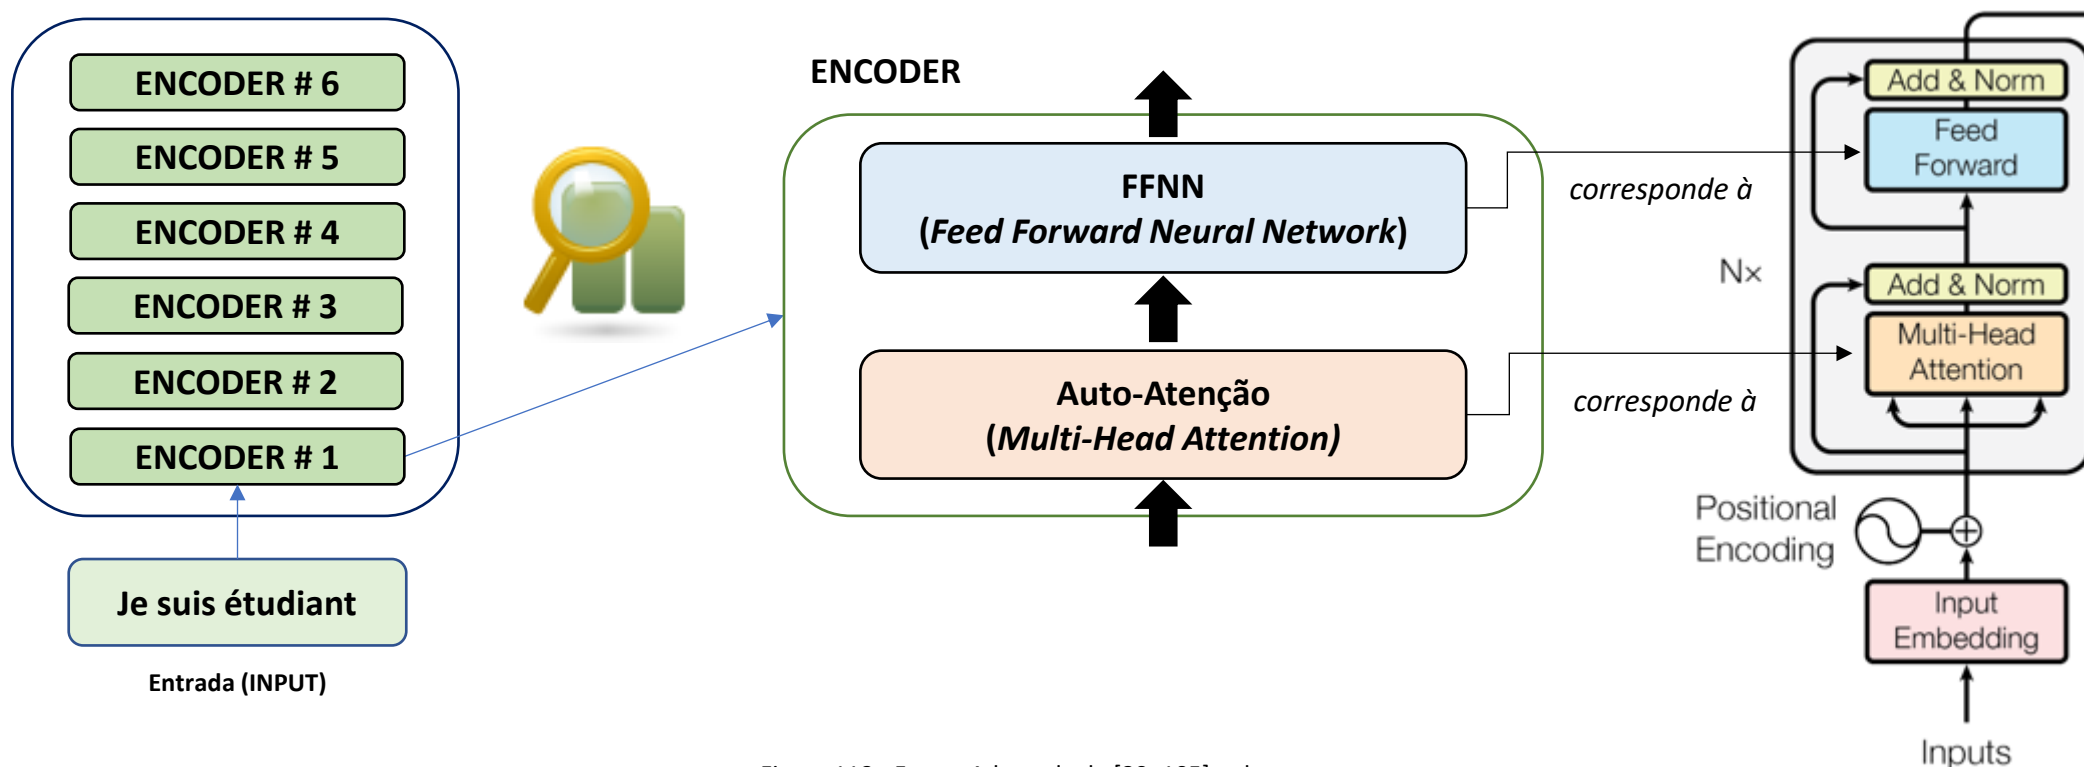 ENCODER # 6
ENCODER # 5
ENCODER # 4
ENCODER # 3
ENCODER # 2
ENCODER # 1
Je suis étudiant
Entrada (INPUT)
ENCODER
FFNN
(Feed Forward Neural Network)
Auto-Atenção
(Multi-Head Attention)
corresponde à
corresponde à
Add & Norm
Feed
Forward
Nx
Add & Norm
Multi-Head
Attention
Positional
Encoding
Input
Embedding
Inputs